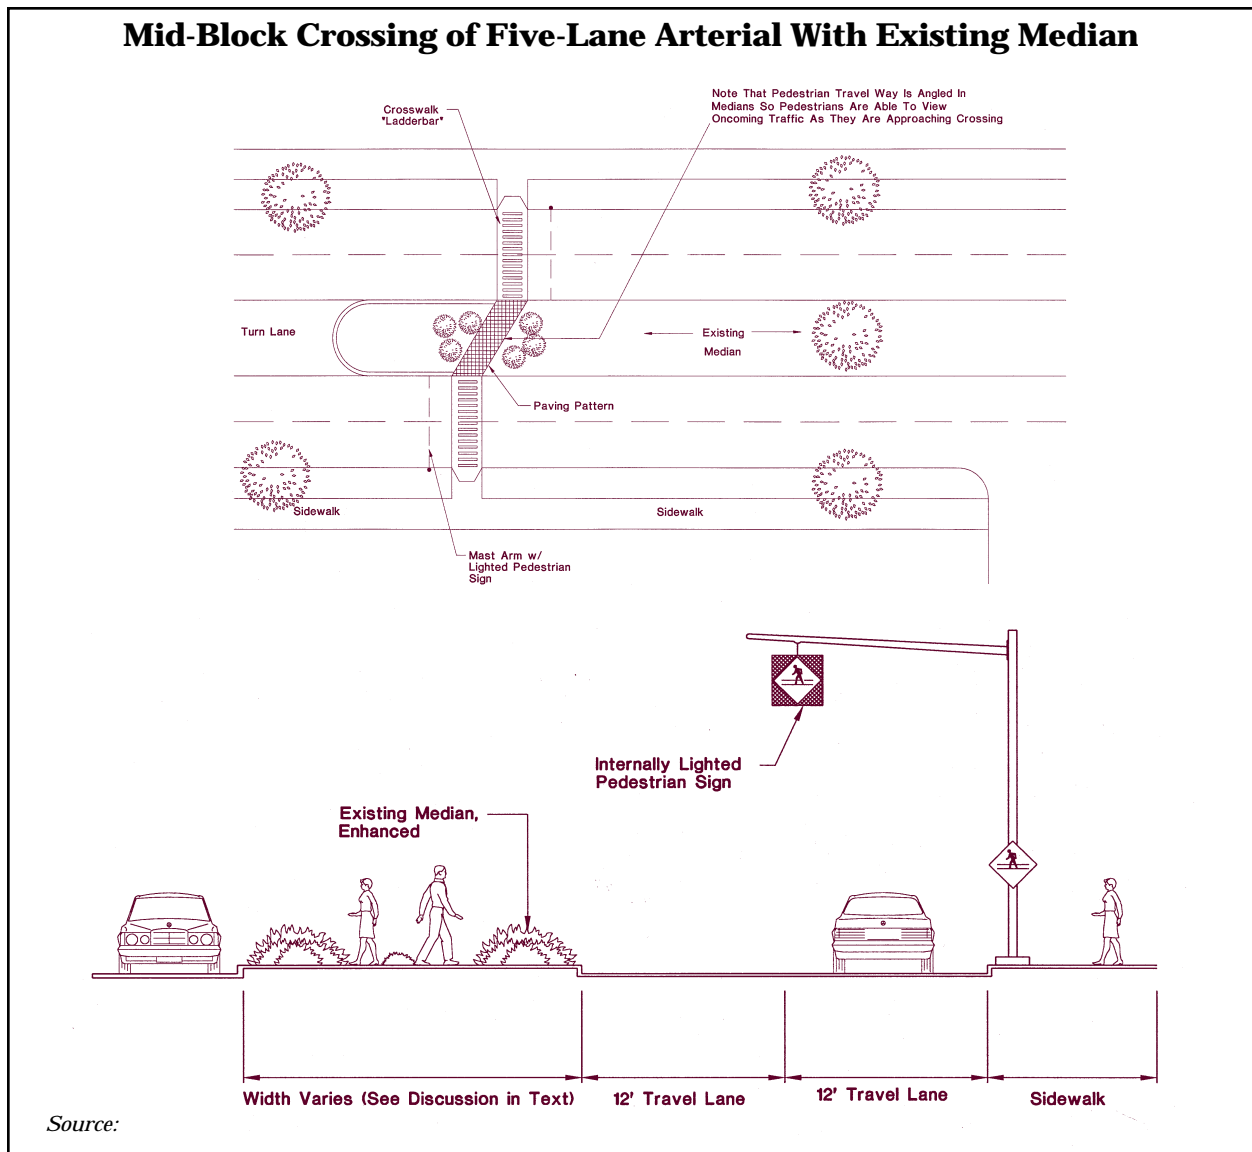 Mid-Block Crossing of Five-Lane Arterial With Existing Median
Note That Pedestrian Travel Way Is Angled In
Medians So Pedestrians Are Able To View
Oncoming Traffic As They Are Approaching Crossing
Crosswalk
"Ladderbar"
Turn Lane
Existing
Median
Paving Pattern
Sidewalk
Sidewalk
Mast Arm w/
Lighted Pedestrian
Sign
Internally Lighted
Pedestrian Sign
Existing Median,
Enhanced
Width Varies (See Discussion in Text)
12' Travel Lane
12' Travel Lane
Sidewalk
Source: